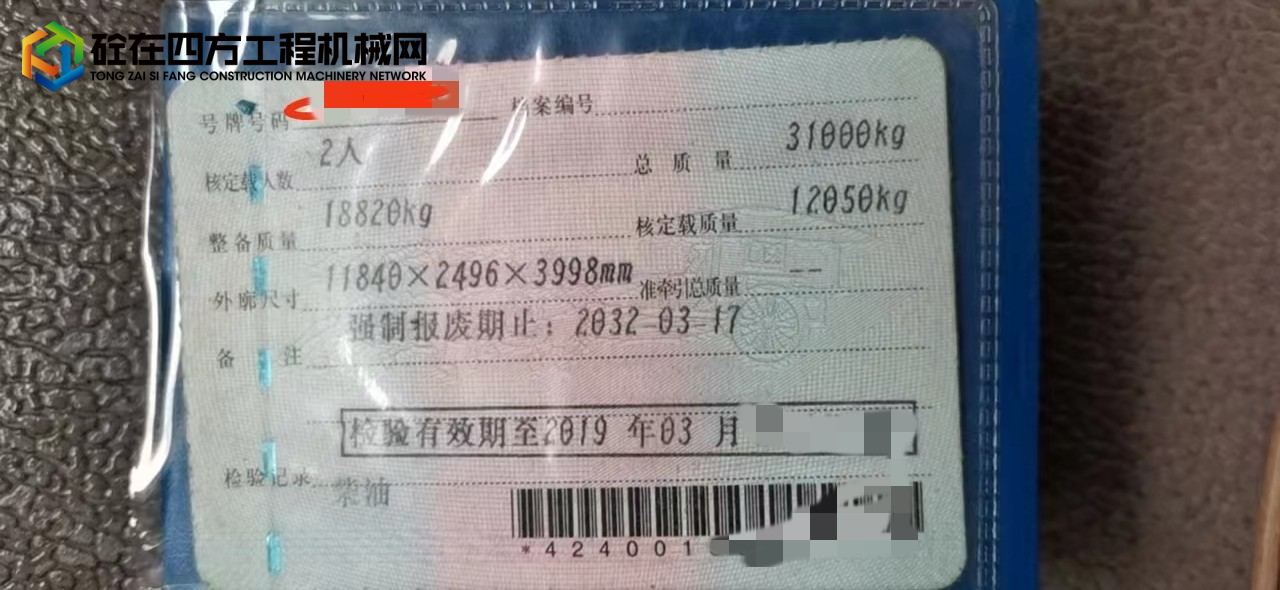 砼在四方工程机械网
TONG ZAI SI FANG CONSTRUCTION MACHINERY NETWORK
号牌号码 档案编号
核定载人数 2人 总质量 31000kg
整备质量 18820kg 核定载质量 12050kg
外廓尺寸 11840×2496×3998mm 准牵引总质量 --
备注 强制报废期止：2032-03-17
检验有效期至2019 年03 月
检验记录 柴油
*424001